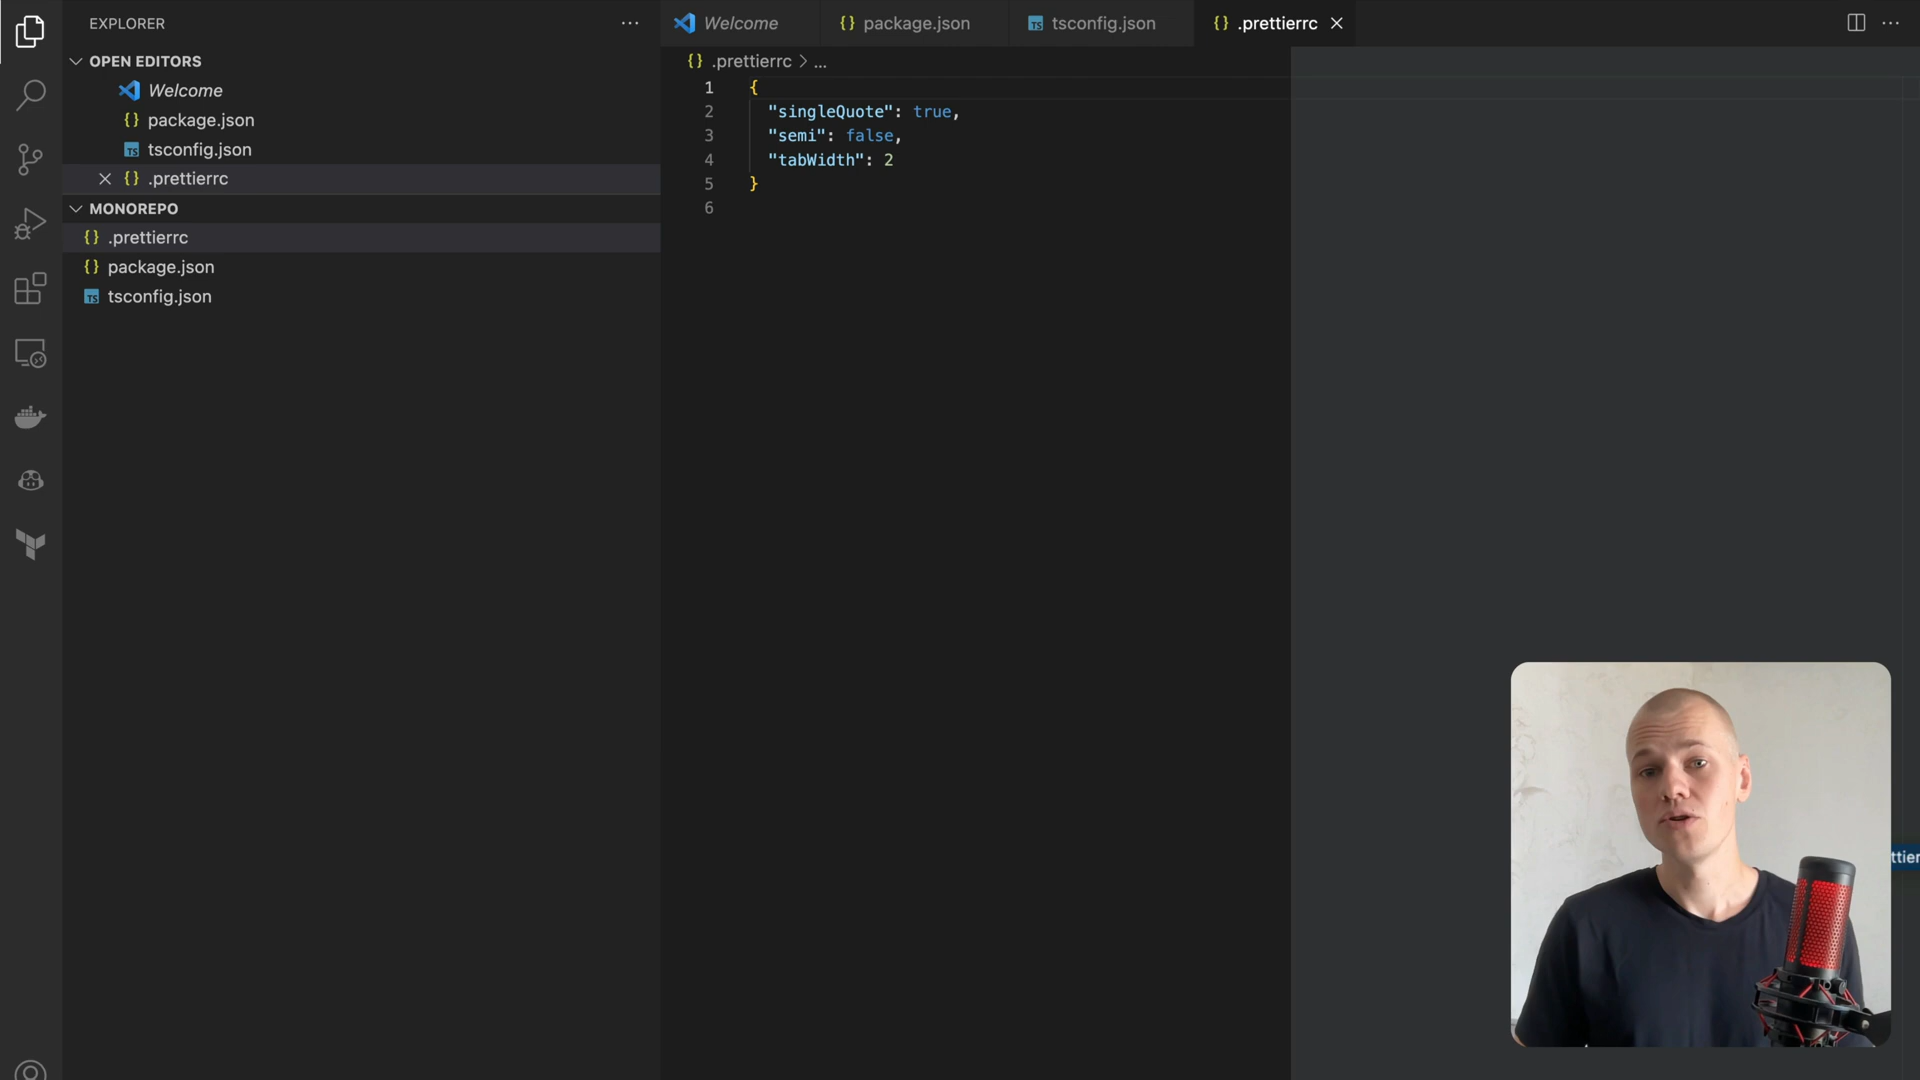 EXPLORER
OPEN EDITORS
Welcome
package.json
tsconfig.json
.prettierrc
MONOREPO
.prettierrc
package.json
tsconfig.json
Welcome
package.json
tsconfig.json
.prettierrc
.prettierrc > ...
1 {
2 "singleQuote": true,
3 "semi": false,
4 "tabWidth": 2
5 }
6
ttier